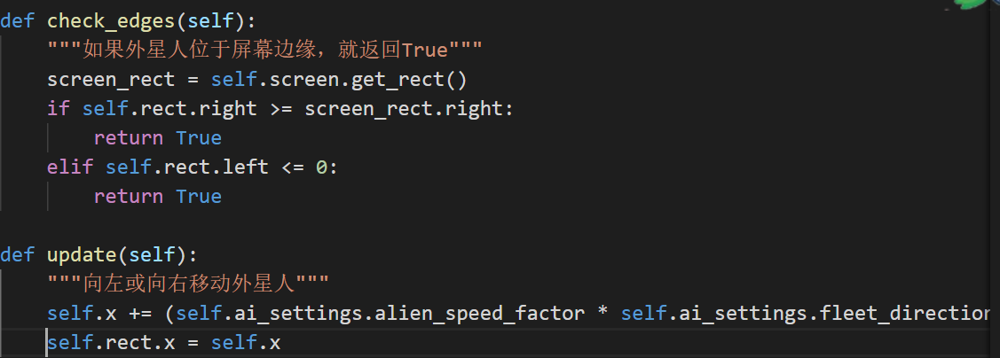 def check_edges(self):
"""如果外星人位于屏幕边缘，就返回True"""
screen_rect = self.screen.get_rect()
if self.rect.right >= screen_rect.right:
return True
elif self.rect.left <= 0:
return True
def update(self):
"""向左或向右移动外星人"""
self.x += (self.ai_settings.alien_speed_factor * self.ai_settings.fleet_direction
self.rect.x = self.x